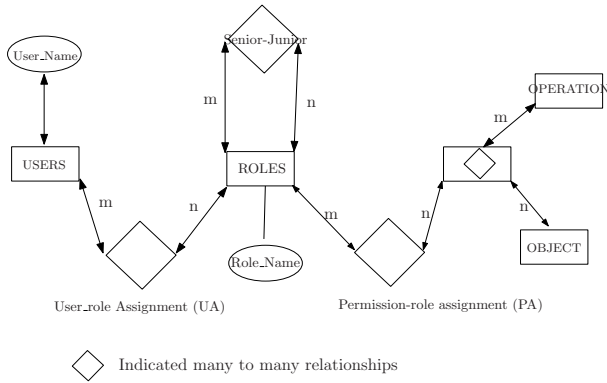 Senior-Junior
User_Name
OPERATION
m
n
m
USERS
ROLES
m
n
m
n
n
Role_Name
OBJECT
User_role Assignment (UA)
Permission-role assignment (PA)
Indicated many to many relationships